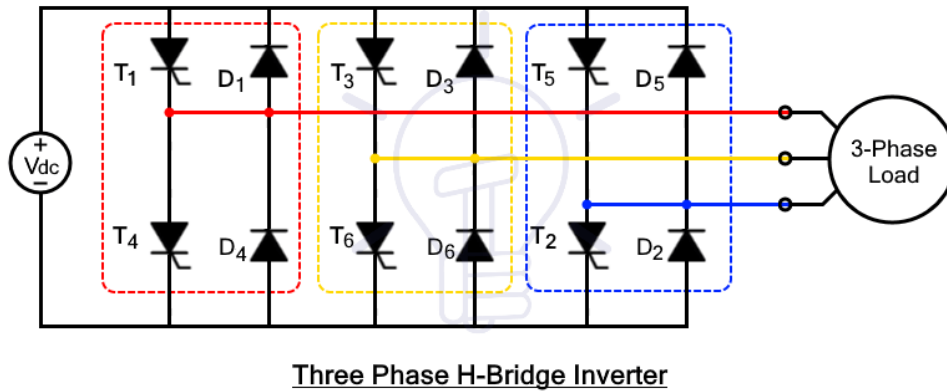 T1 D1 T3 D3 T5 D5
+
Vdc
−
3-Phase
Load
T4 D4 T6 D6 T2 D2
Three Phase H-Bridge Inverter